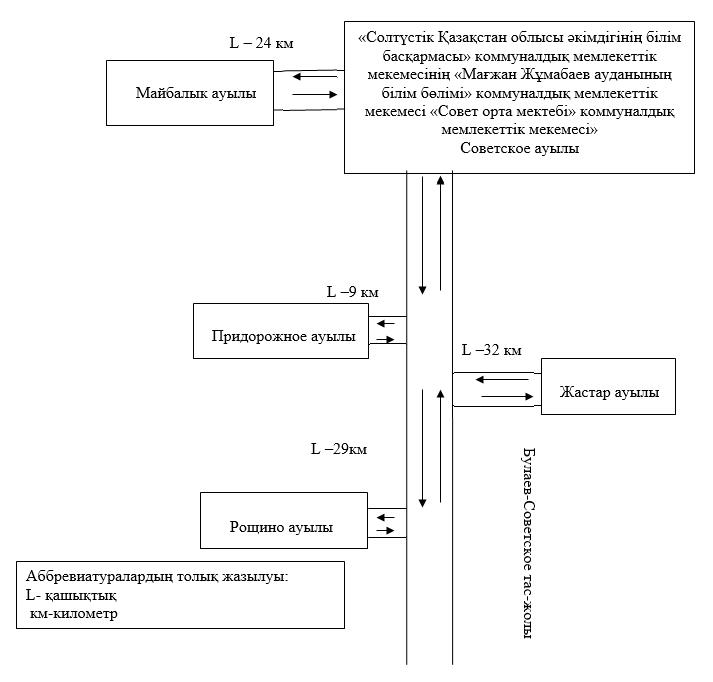 L – 24 км
«Солтүстік Қазақстан облысы әкімдігінің білім
басқармасы» коммуналдық мемлекеттік
мекемесінің «Мағжан Жұмабаев ауданының
білім бөлімі» коммуналдық мемлекеттік
мекемесі «Совет орта мектебі» коммуналдық
мемлекеттік мекемесі»
Советское ауылы
Майбалык ауылы
L –9 км
Придорожное ауылы
L –32 км
Жастар ауылы
L –29км
Булаев-Советское тас-жолы
Рощино ауылы
Аббревиатуралардың толық жазылуы:
L- қашықтық
км-километр